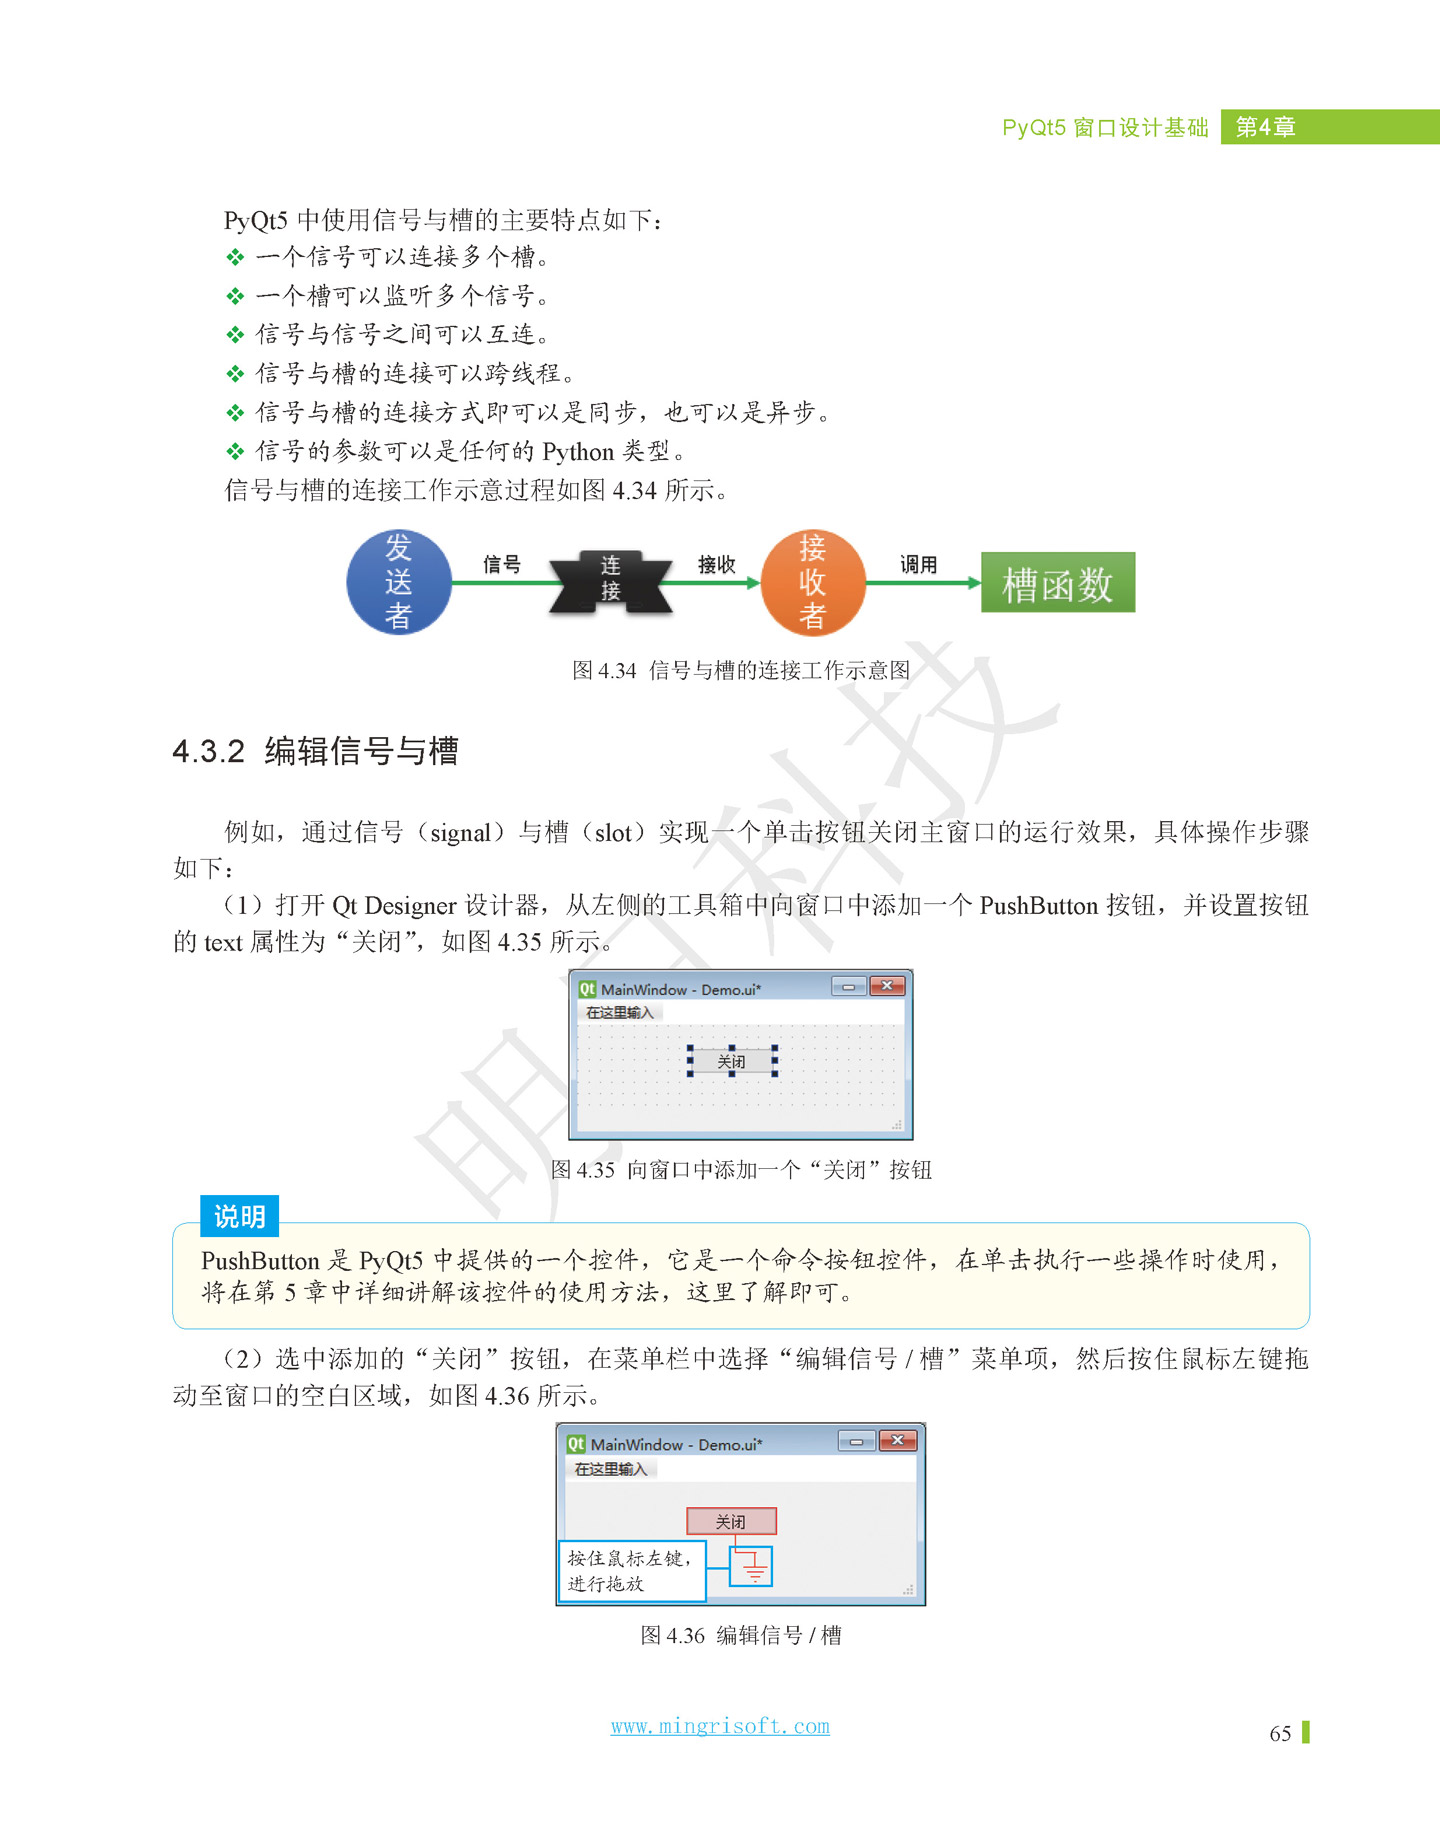 PyQt5 窗口设计基础 第4章
PyQt5 中使用信号与槽的主要特点如下：
❖ 一个信号可以连接多个槽。
❖ 一个槽可以监听多个信号。
❖ 信号与信号之间可以互连。
❖ 信号与槽的连接可以跨线程。
❖ 信号与槽的连接方式即可以是同步，也可以是异步。
❖ 信号的参数可以是任何的 Python 类型。
信号与槽的连接工作示意过程如图 4.34 所示。
发送者 信号 连接 接收 接收者 调用 槽函数
图 4.34 信号与槽的连接工作示意图
4.3.2 编辑信号与槽
例如，通过信号（signal）与槽（slot）实现一个单击按钮关闭主窗口的运行效果，具体操作步骤
如下：
（1）打开 Qt Designer 设计器，从左侧的工具箱中向窗口中添加一个 PushButton 按钮，并设置按钮
的 text 属性为“关闭”，如图 4.35 所示。
Qt MainWindow - Demo.ui*
在这里输入
关闭
图 4.35 向窗口中添加一个“关闭”按钮
说明
PushButton 是 PyQt5 中提供的一个控件，它是一个命令按钮控件，在单击执行一些操作时使用，
将在第 5 章中详细讲解该控件的使用方法，这里了解即可。
（2）选中添加的“关闭”按钮，在菜单栏中选择“编辑信号 / 槽”菜单项，然后按住鼠标左键拖
动至窗口的空白区域，如图 4.36 所示。
Qt MainWindow - Demo.ui*
在这里输入
关闭
按住鼠标左键，
进行拖放
图 4.36 编辑信号 / 槽
www.mingrisoft.com
65
明日科技